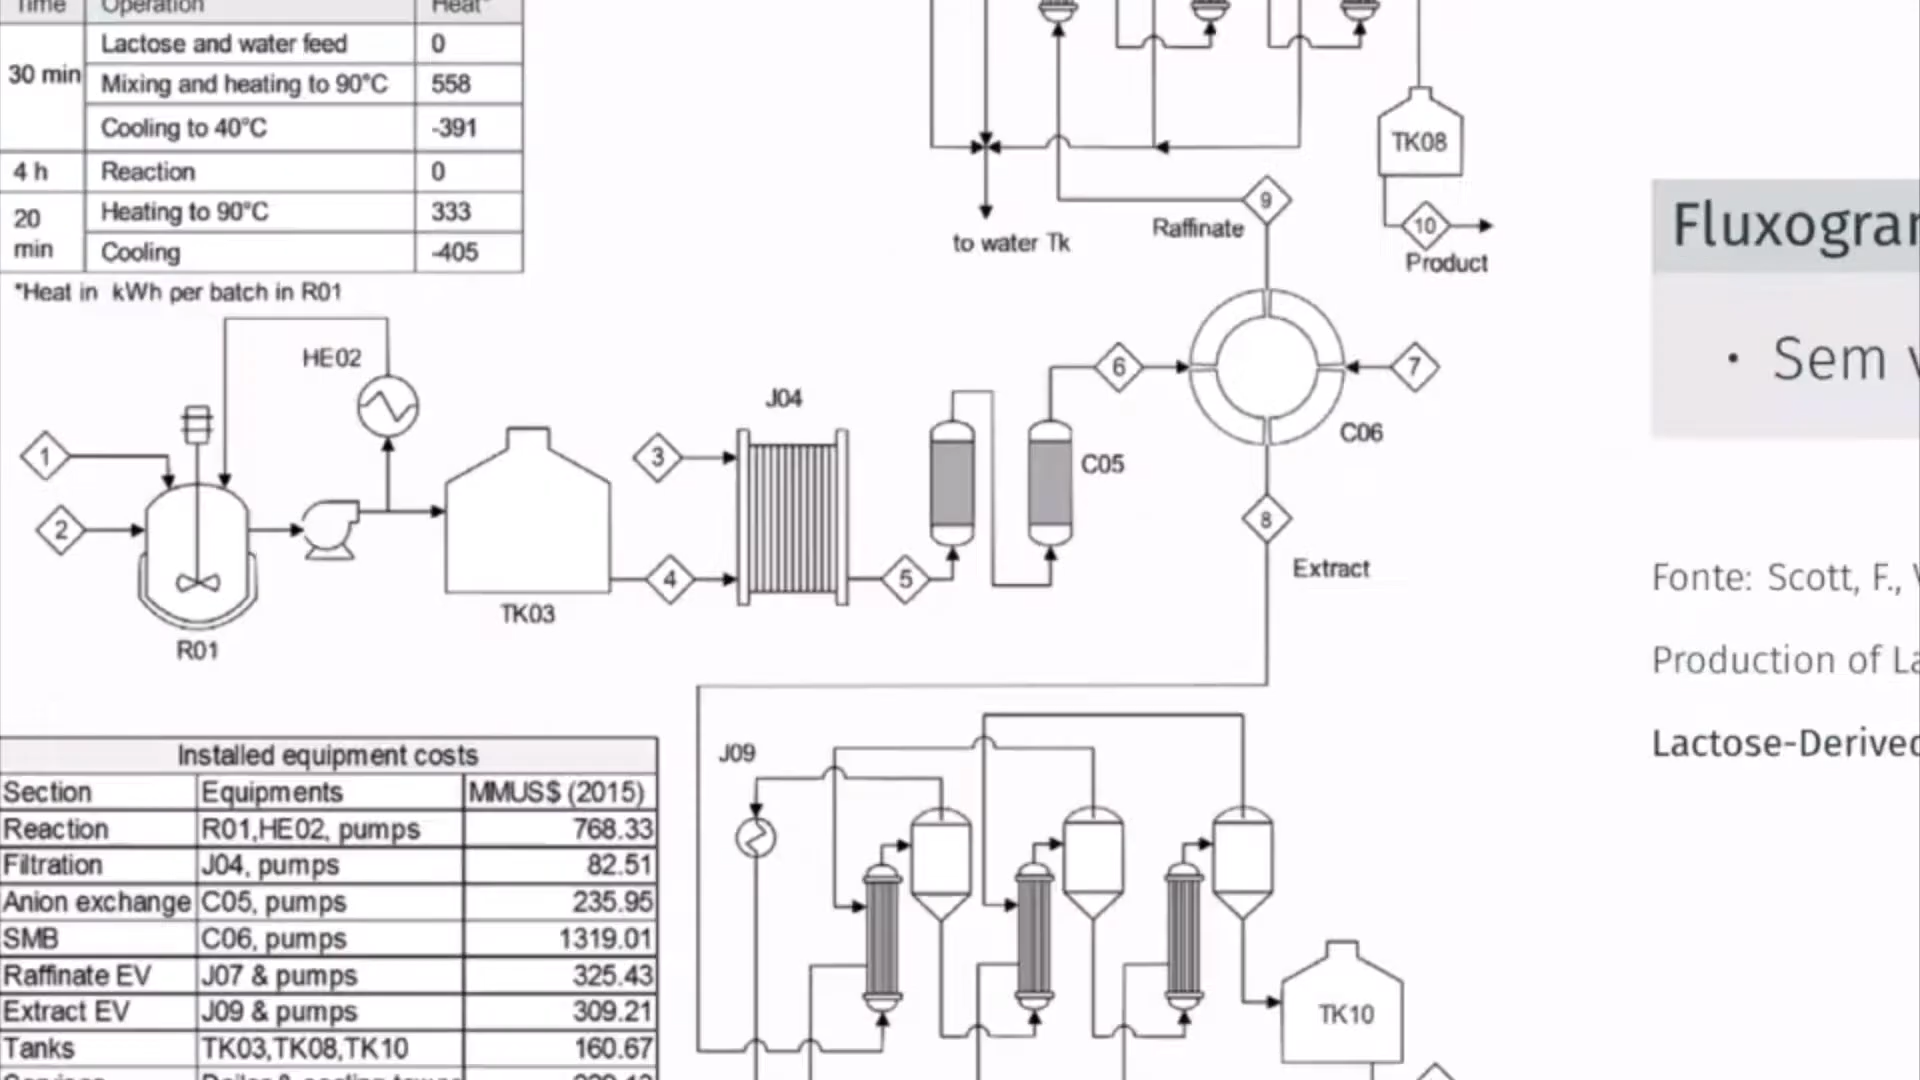 Time Operation Heat*
30 min Lactose and water feed 0
Mixing and heating to 90°C 558
Cooling to 40°C -391
4 h Reaction 0
20 min Heating to 90°C 333
Cooling -405
*Heat in kWh per batch in R01
TK08
9
Raffinate
10
Product
to water Tk
HE02
1
2
R01
TK03
J04
3
4
5
6
7
C05
C06
8
Extract
J09
TK10
Installed equipment costs
Section Equipments MMUS$ (2015)
Reaction R01,HE02, pumps 768.33
Filtration J04, pumps 82.51
Anion exchange C05, pumps 235.95
SMB C06, pumps 1319.01
Raffinate EV J07 & pumps 325.43
Extract EV J09 & pumps 309.21
Tanks TK03,TK08,TK10 160.67
Fluxogra
• Sem
Fonte: Scott, F.,
Production of La
Lactose-Derived